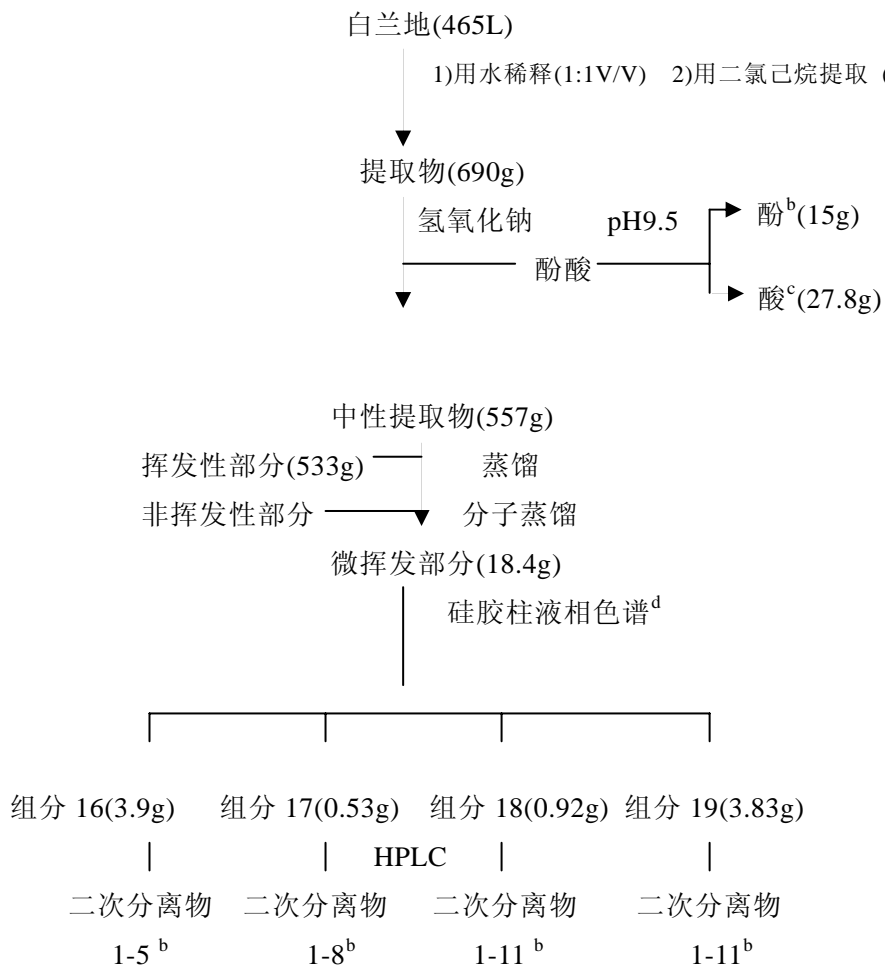 白兰地(465L)
1)用水稀释(1:1V/V) 2)用二氯己烷提取 (
提取物(690g)
氢氧化钠 pH9.5 酚b(15g)
酚酸
酸c(27.8g)
中性提取物(557g)
挥发性部分(533g) 蒸馏
非挥发性部分 分子蒸馏
微挥发部分(18.4g)
硅胶柱液相色谱d
组分 16(3.9g) 组分 17(0.53g) 组分 18(0.92g) 组分 19(3.83g)
HPLC
二次分离物 二次分离物 二次分离物 二次分离物
1-5 b 1-8b 1-11 b 1-11b